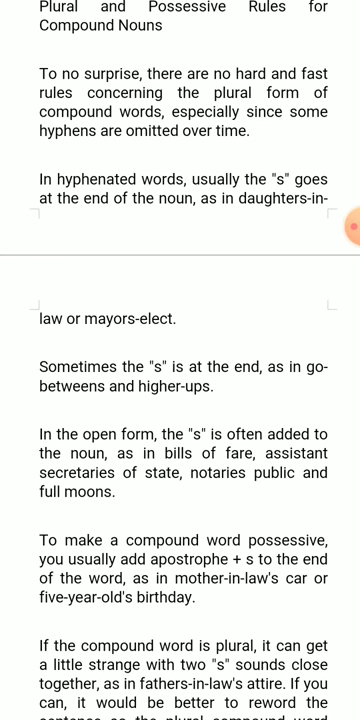 Plural and Possessive Rules for
Compound Nouns
To no surprise, there are no hard and fast
rules concerning the plural form of
compound words, especially since some
hyphens are omitted over time.
In hyphenated words, usually the "s" goes
at the end of the noun, as in daughters-in-
law or mayors-elect.
Sometimes the "s" is at the end, as in go-
betweens and higher-ups.
In the open form, the "s" is often added to
the noun, as in bills of fare, assistant
secretaries of state, notaries public and
full moons.
To make a compound word possessive,
you usually add apostrophe + s to the end
of the word, as in mother-in-law's car or
five-year-old's birthday.
If the compound word is plural, it can get
a little strange with two "s" sounds close
together, as in fathers-in-law's attire. If you
can, it would be better to reword the
sentence so the plural compound word